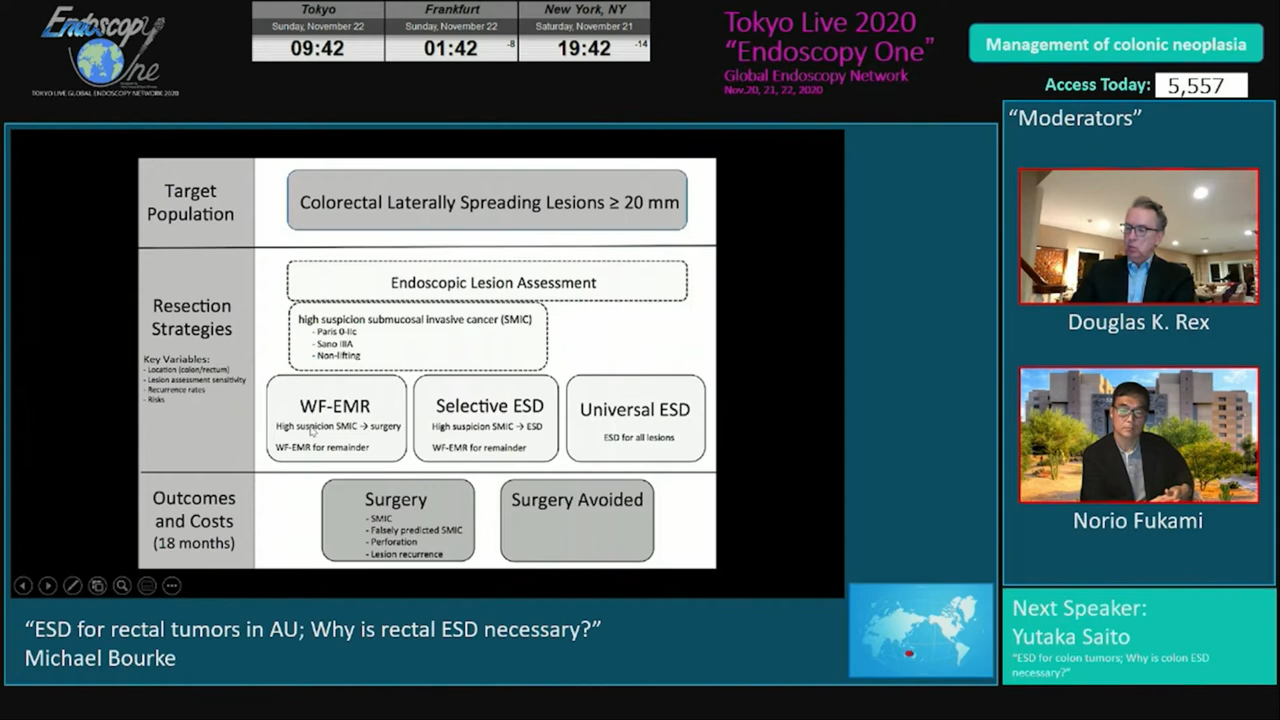 Endoscopy
One
TOKYO LIVE GLOBAL ENDOSCOPY NETWORK 2020
Tokyo
Sunday, November 22
09:42
Frankfurt
Sunday, November 22
01:42
-8
New York, NY
Saturday, November 21
19:42
-14
Tokyo Live 2020
“Endoscopy One”
Global Endoscopy Network
Nov.20, 21, 22, 2020
Management of colonic neoplasia
Access Today: 5,557
Target
Population
Colorectal Laterally Spreading Lesions ≥ 20 mm
Resection
Strategies
Key Variables:
- Location (colon/rectum)
- Lesion assessment sensitivity
- Recurrence rates
- Risks
Endoscopic Lesion Assessment
high suspicion submucosal invasive cancer (SMIC)
- Paris 0-IIc
- Sano IIIA
- Non-lifting
WF-EMR
High suspicion SMIC → surgery
WF-EMR for remainder
Selective ESD
High suspicion SMIC → ESD
WF-EMR for remainder
Universal ESD
ESD for all lesions
Outcomes
and Costs
(18 months)
Surgery
- SMIC
- Falsely predicted SMIC
- Perforation
- Lesion recurrence
Surgery Avoided
“Moderators”
Douglas K. Rex
Norio Fukami
“ESD for rectal tumors in AU; Why is rectal ESD necessary?”
Michael Bourke
Next Speaker:
Yutaka Saito
“ESD for colon tumors; Why is colon ESD
necessary?”